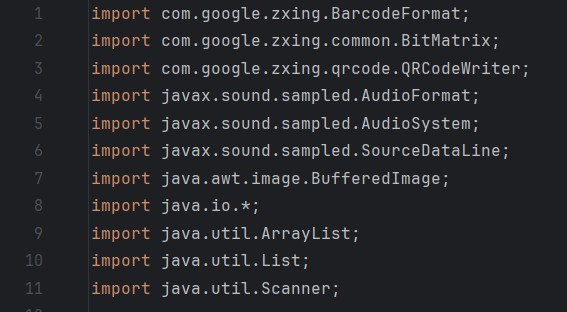 1 import com.google.zxing.BarcodeFormat;
2 import com.google.zxing.common.BitMatrix;
3 import com.google.zxing.qrcode.QRCodeWriter;
4 import javax.sound.sampled.AudioFormat;
5 import javax.sound.sampled.AudioSystem;
6 import javax.sound.sampled.SourceDataLine;
7 import java.awt.image.BufferedImage;
8 import java.io.*;
9 import java.util.ArrayList;
10 import java.util.List;
11 import java.util.Scanner;